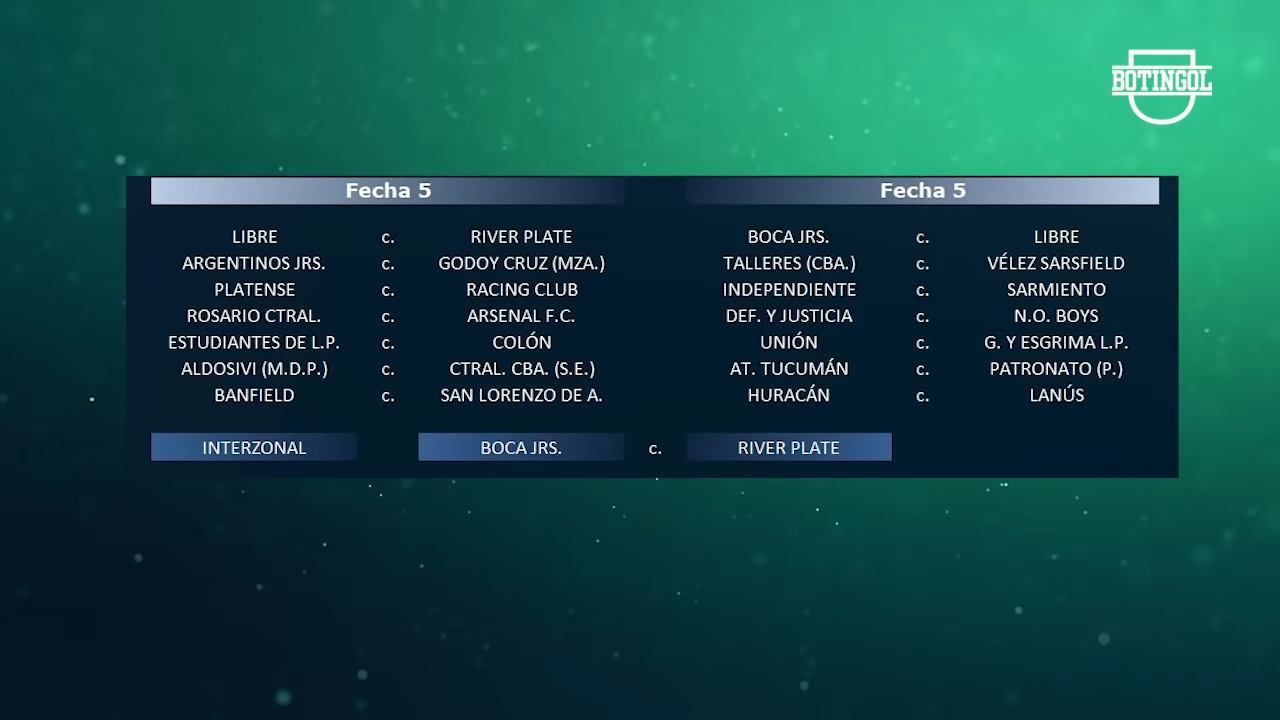 BOTINGOL
Fecha 5
LIBRE c. RIVER PLATE
ARGENTINOS JRS. c. GODOY CRUZ (MZA.)
PLATENSE c. RACING CLUB
ROSARIO CTRAL. c. ARSENAL F.C.
ESTUDIANTES DE L.P. c. COLÓN
ALDOSIVI (M.D.P.) c. CTRAL. CBA. (S.E.)
BANFIELD c. SAN LORENZO DE A.
Fecha 5
BOCA JRS. c. LIBRE
TALLERES (CBA.) c. VÉLEZ SARSFIELD
INDEPENDIENTE c. SARMIENTO
DEF. Y JUSTICIA c. N.O. BOYS
UNIÓN c. G. Y ESGRIMA L.P.
AT. TUCUMÁN c. PATRONATO (P.)
HURACÁN c. LANÚS
INTERZONAL BOCA JRS. c. RIVER PLATE